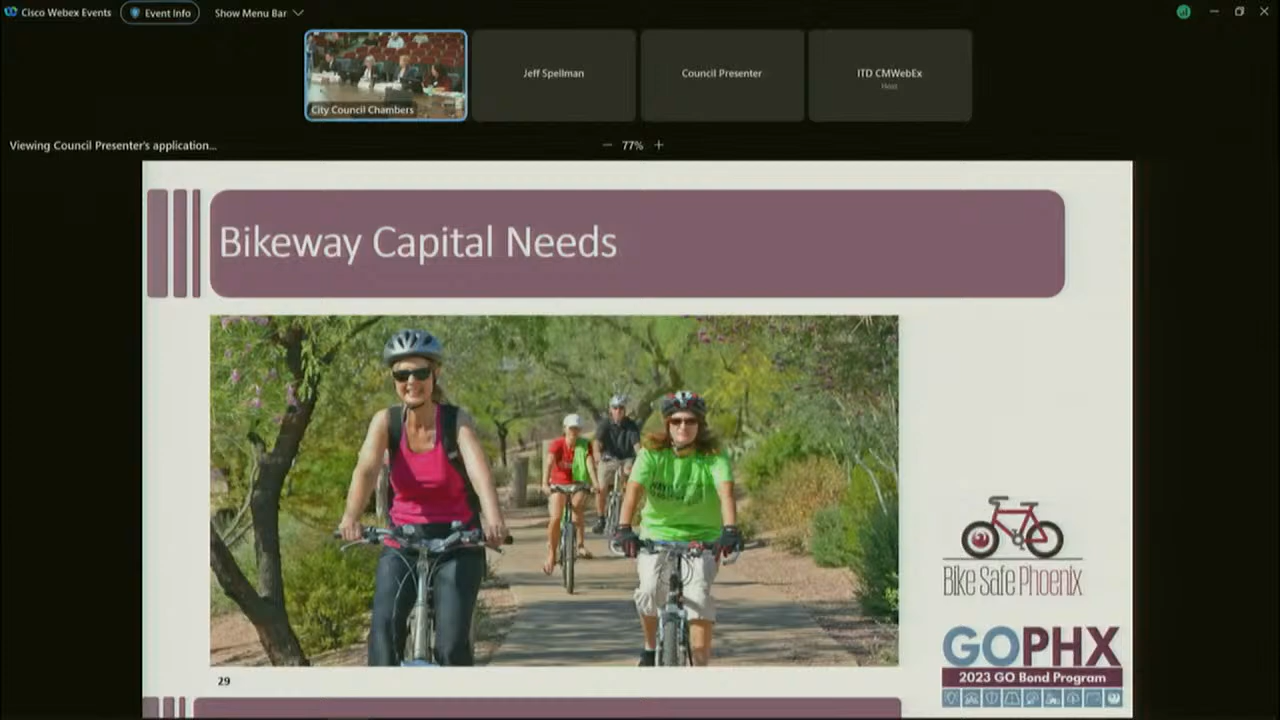 Cisco Webex Events
Event Info
Show Menu Bar
City Council Chambers
Jeff Spellman
Council Presenter
ITD CMWebEx
Host
Viewing Council Presenter's application...
77%
Bikeway Capital Needs
Bike Safe Phoenix
GOPHX
2023 GO Bond Program
29